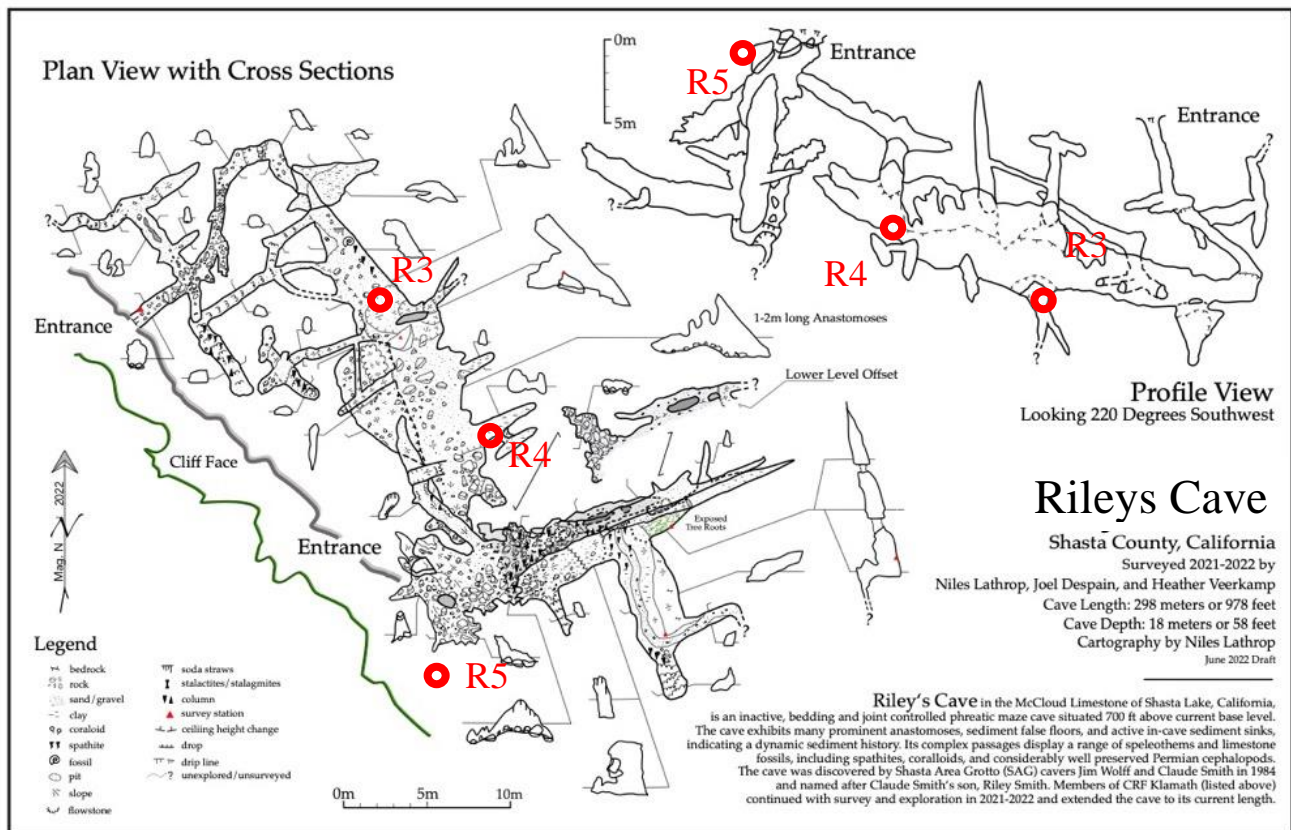 Plan View with Cross Sections
0m
5m
Entrance
Entrance
R5
R4
R3
?
?
?
?
?
Profile View
Looking 220 Degrees Southwest
?
?
R3
1-2m long Anastomoses
?
Lower Level Offset
Entrance
R4
Cliff Face
Exposed
Tree Roots
?
?
Entrance
R5
Mag. N 2022
Rileys Cave
Shasta County, California
Surveyed 2021-2022 by
Niles Lathrop, Joel Despain, and Heather Veerkamp
Cave Length: 298 meters or 978 feet
Cave Depth: 18 meters or 58 feet
Cartography by Niles Lathrop
June 2022 Draft
Legend
bedrock
rock
sand/gravel
clay
coraloid
spathite
fossil
pit
slope
flowstone
soda straws
stalactites/stalagmites
column
survey station
ceiliing height change
drop
drip line
? unexplored/unsurveyed
0m 5m 10m
Riley's Cave in the McCloud Limestone of Shasta Lake, California,
is an inactive, bedding and joint controlled phreatic maze cave situated 700 ft above current base level.
The cave exhibits many prominent anastomoses, sediment false floors, and active in-cave sediment sinks,
indicating a dynamic sediment history. Its complex passages display a range of speleothems and limestone
fossils, including spathites, coralloids, and considerably well preserved Permian cephalopods.
The cave was discovered by Shasta Area Grotto (SAG) cavers Jim Wolff and Claude Smith in 1984
and named after Claude Smith's son, Riley Smith. Members of CRF Klamath (listed above)
continued with survey and exploration in 2021-2022 and extended the cave to its current length.